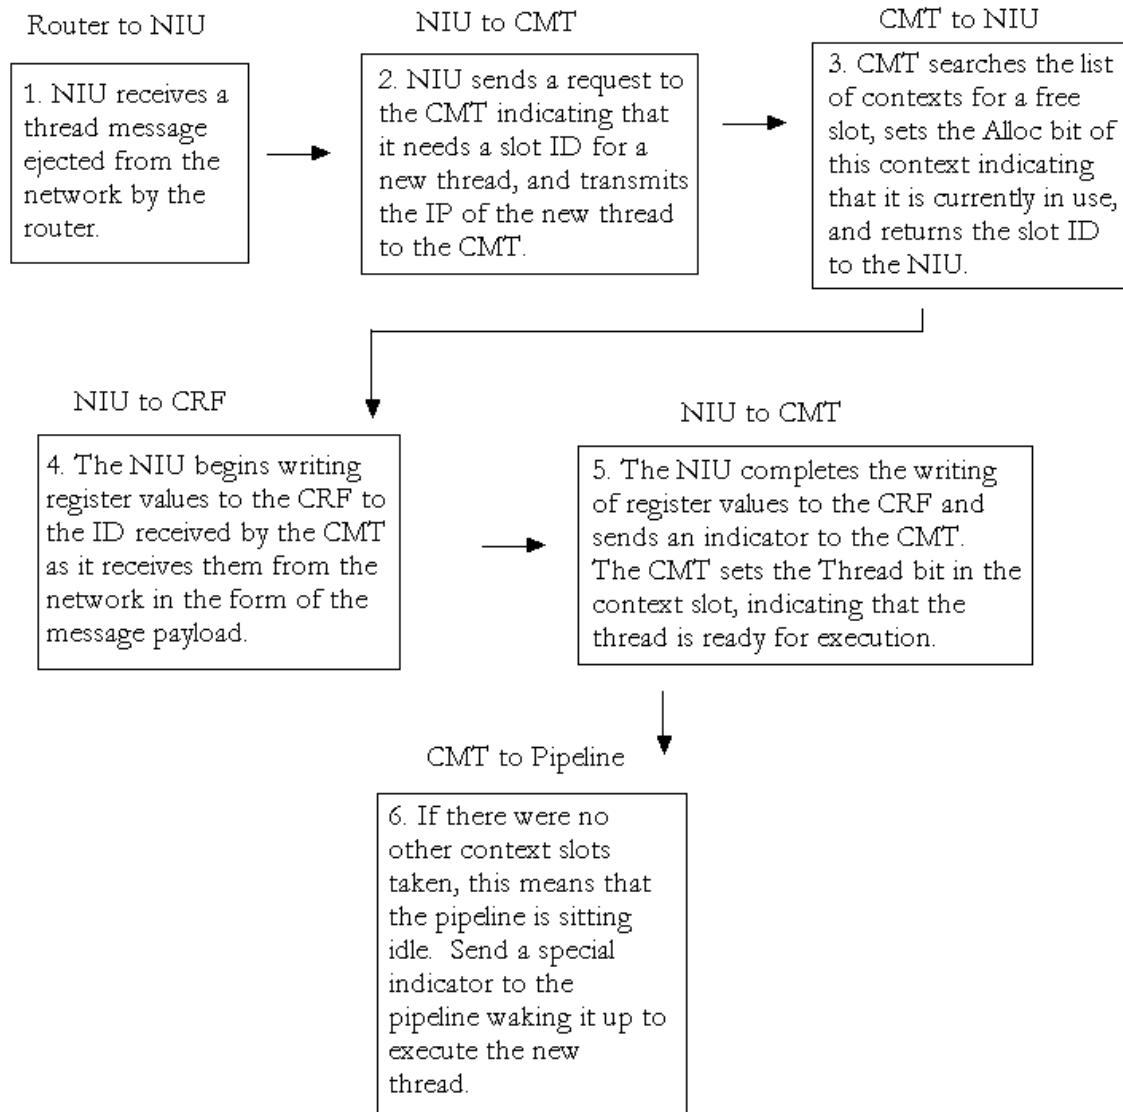 Router to NIU
1. NIU receives a
thread message
ejected from the
network by the
router.
NIU to CMT
2. NIU sends a request to
the CMT indicating that
it needs a slot ID for a
new thread, and transmits
the IP of the new thread
to the CMT.
CMT to NIU
3. CMT searches the list
of contexts for a free
slot, sets the Alloc bit of
this context indicating
that it is currently in use,
and returns the slot ID
to the NIU.
NIU to CRF
4. The NIU begins writing
register values to the CRF to
the ID received by the CMT
as it receives them from the
network in the form of the
message payload.
NIU to CMT
5. The NIU completes the writing
of register values to the CRF and
sends an indicator to the CMT.
The CMT sets the Thread bit in the
context slot, indicating that the
thread is ready for execution.
CMT to Pipeline
6. If there were no
other context slots
taken, this means that
the pipeline is sitting
idle. Send a special
indicator to the
pipeline waking it up to
execute the new
thread.